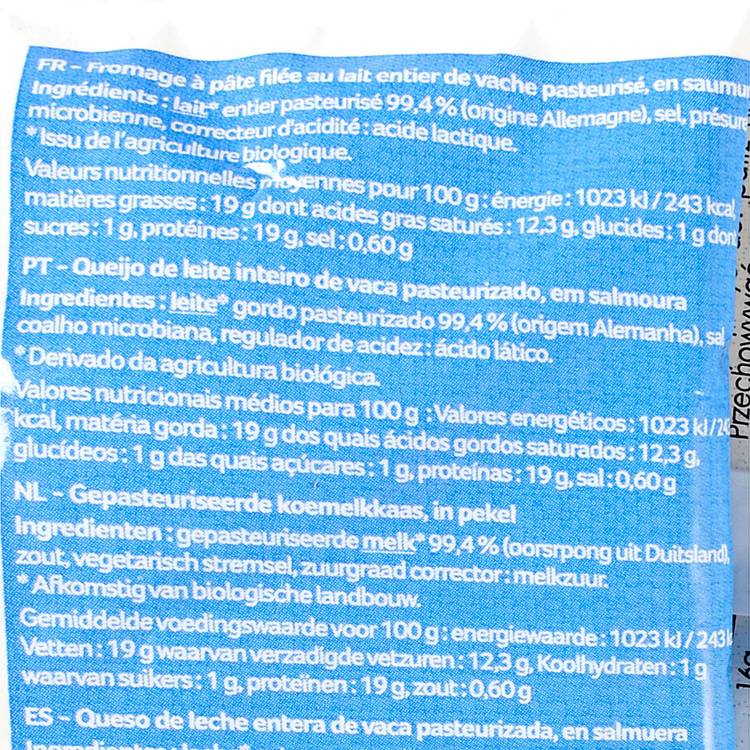 FR – Fromage à pâte filée au lait entier de vache pasteurisé, en saumur
Ingrédients : lait* entier pasteurisé 99,4 % (origine Allemagne), sel, présure
microbienne, correcteur d'acidité : acide lactique.
* Issu de l'agriculture biologique.
Valeurs nutritionnelles moyennes pour 100 g : énergie : 1023 kJ / 243 kcal
matières grasses : 19 g dont acides gras saturés : 12,3 g, glucides : 1 g dont
sucres : 1 g, protéines : 19 g, sel : 0,60 g
PT – Queijo de leite inteiro de vaca pasteurizado, em salmoura
Ingredientes : leite* gordo pasteurizado 99,4 % (origem Alemanha), sal
coalho microbiana, regulador de acidez : ácido lático.
* Derivado da agricultura biológica.
Valores nutricionais médios para 100 g : Valores energéticos : 1023 kJ / 24
kcal, matéria gorda : 19 g dos quais ácidos gordos saturados : 12,3 g,
glucídeos : 1 g das quais açúcares : 1 g, proteínas : 19 g, sal : 0,60 g
NL – Gepasteuriseerde koemelkkaas, in pekel
Ingredienten : gepasteuriseerde melk* 99,4 % (oorsrpong uit Duitsland),
zout, vegetarisch stremsel, zuurgraad corrector : melkzuur.
* Afkomstig van biologische landbouw.
Gemiddelde voedingswaarde voor 100 g : energiewaarde : 1023 kJ / 243 k
Vetten : 19 g waarvan verzadigde vetzuren : 12,3 g, Koolhydraten : 1 g
waarvan suikers : 1 g, proteïnen : 19 g, zout : 0,60 g
ES – Queso de leche entera de vaca pasteurizada, en salmuera
Przechow
16g